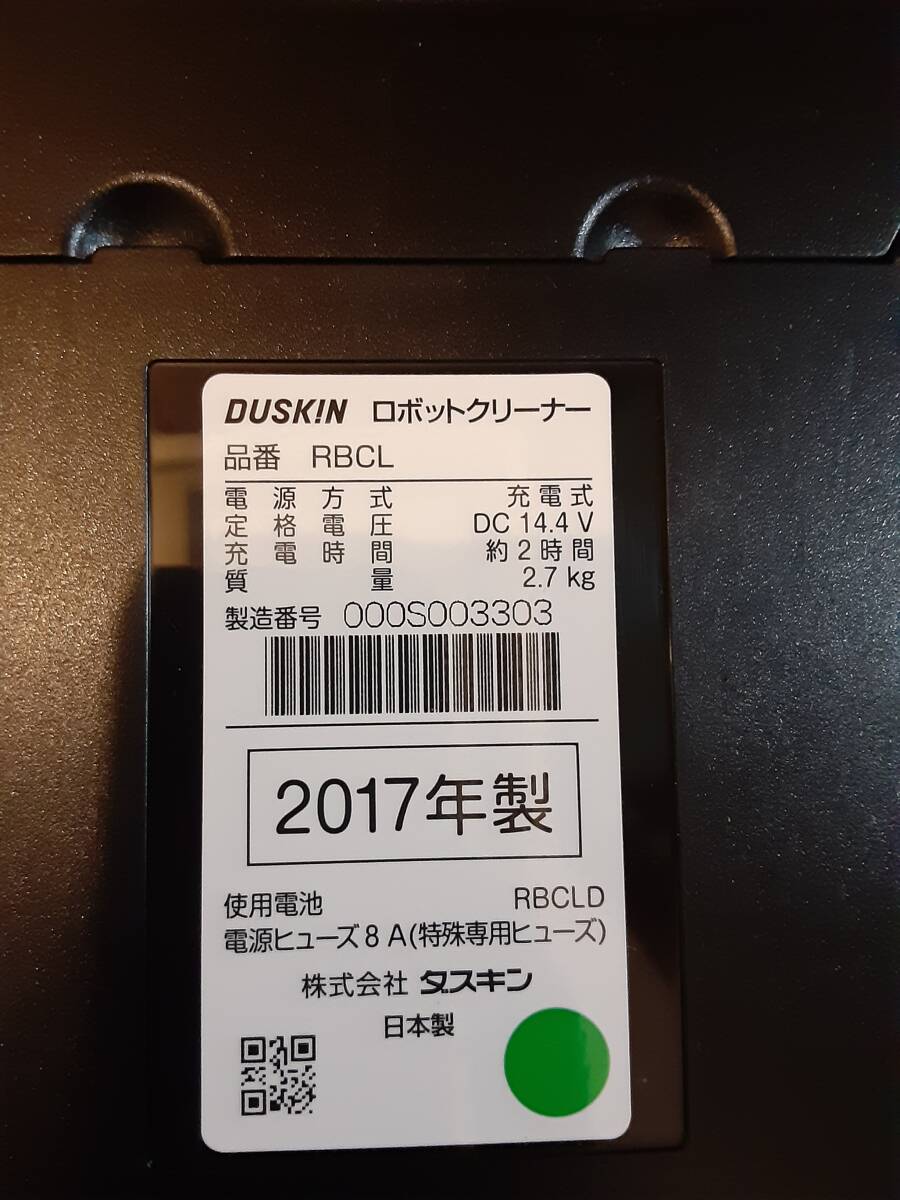 DUSK!N ロボットクリーナー
品番 RBCL
電源方式 充電式
定格電圧 DC 14.4 V
充電時間 約2時間
質量 2.7 kg
製造番号 000S003303
2017年製
使用電池 RBCLD
電源ヒューズ8 A(特殊専用ヒューズ)
株式会社 ダスキン
日本製